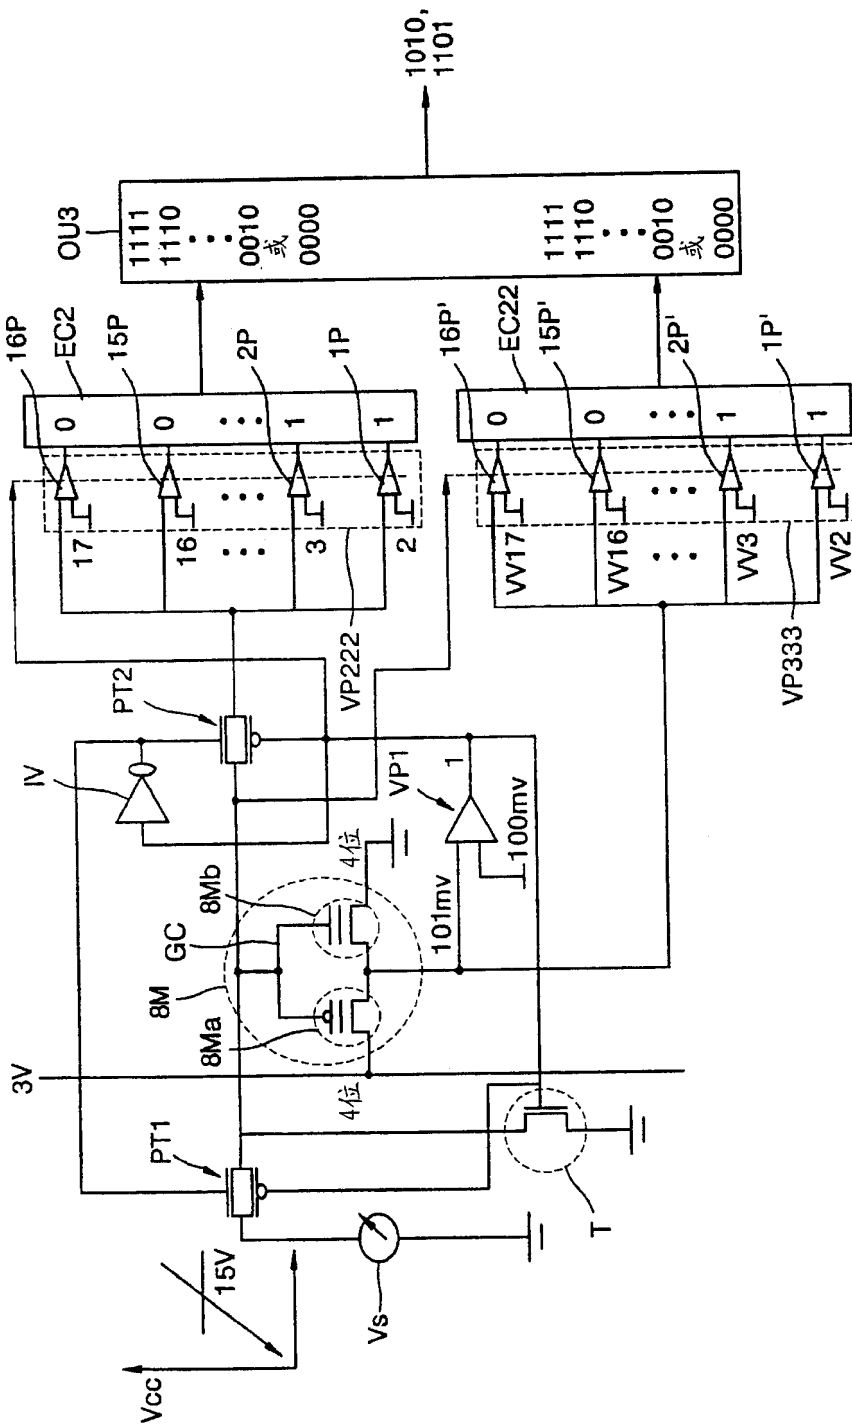 Vcc
15V
Vs
PT1
3V
T
4位
8Ma
8M
GC
8Mb
4位
101mv
100mv
VP1
1
IV
PT2
VP222
17
16
• • •
3
2
• • •
16P
EC2
15P
2P
1P
0
0
• • •
1
1
VP333
VV17
VV16
• • •
VV3
VV2
• • •
16P'
EC22
15P'
2P'
1P'
0
0
• • •
1
1
OU3
1111
1110
• • •
0010
或
0000
1111
1110
• • •
0010
或
0000
1010,
1101